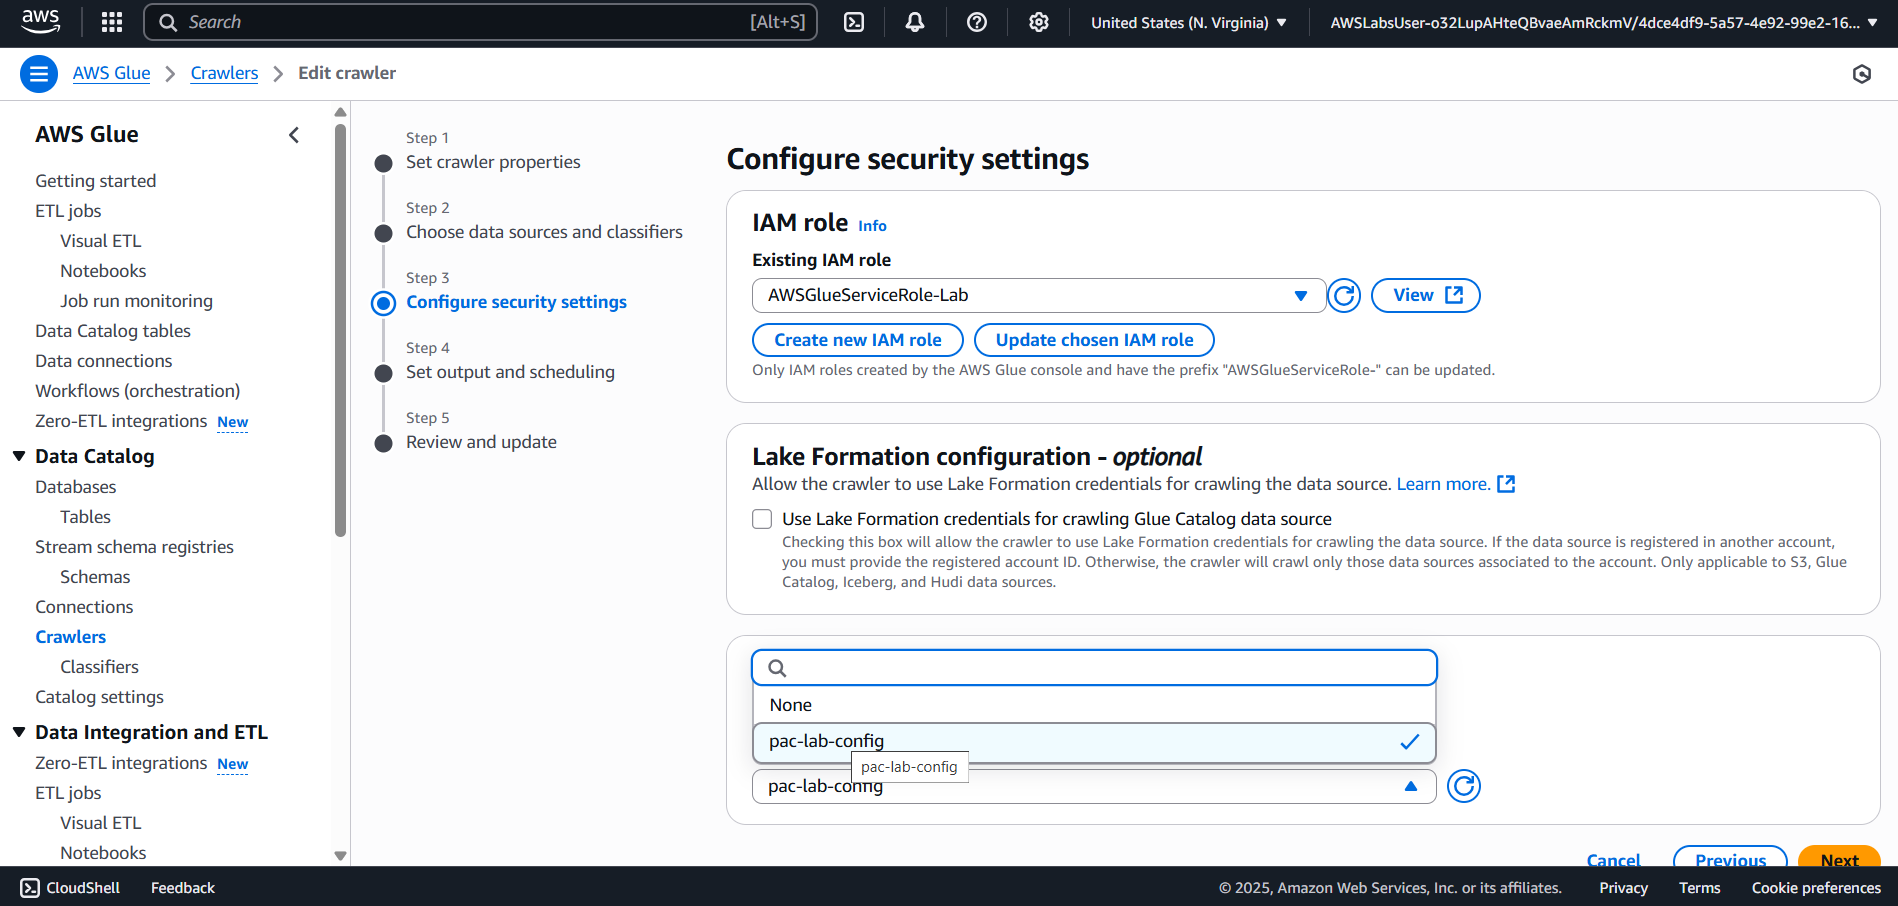 aws
Search
[Alt+S]
United States (N. Virginia)
AWSLabsUser-o32LupAHteQBvaeAmRckmV/4dce4df9-5a57-4e92-99e2-16...
AWS Glue
Crawlers
Edit crawler
AWS Glue
Getting started
ETL jobs
Visual ETL
Notebooks
Job run monitoring
Data Catalog tables
Data connections
Workflows (orchestration)
Zero-ETL integrations New
Data Catalog
Databases
Tables
Stream schema registries
Schemas
Connections
Crawlers
Classifiers
Catalog settings
Data Integration and ETL
Zero-ETL integrations New
ETL jobs
Visual ETL
Notebooks
Step 1
Set crawler properties
Step 2
Choose data sources and classifiers
Step 3
Configure security settings
Step 4
Set output and scheduling
Step 5
Review and update
Configure security settings
IAM role Info
Existing IAM role
AWSGlueServiceRole-Lab
View
Create new IAM role
Update chosen IAM role
Only IAM roles created by the AWS Glue console and have the prefix "AWSGlueServiceRole-" can be updated.
Lake Formation configuration - optional
Allow the crawler to use Lake Formation credentials for crawling the data source. Learn more.
Use Lake Formation credentials for crawling Glue Catalog data source
Checking this box will allow the crawler to use Lake Formation credentials for crawling the data source. If the data source is registered in another account,
you must provide the registered account ID. Otherwise, the crawler will crawl only those data sources associated to the account. Only applicable to S3, Glue
Catalog, Iceberg, and Hudi data sources.
None
pac-lab-config
pac-lab-config
pac-lab-config
Cancel
Previous
Next
CloudShell
Feedback
© 2025, Amazon Web Services, Inc. or its affiliates.
Privacy
Terms
Cookie preferences